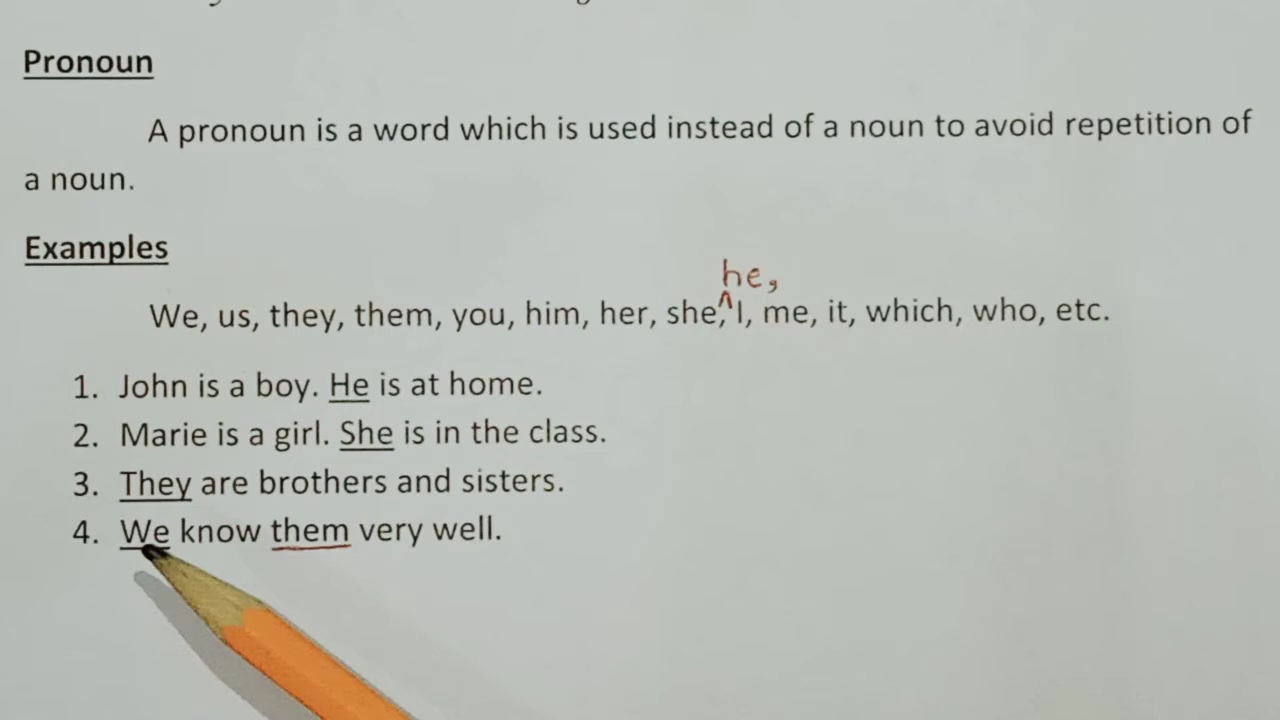 Pronoun
A pronoun is a word which is used instead of a noun to avoid repetition of
a noun.
Examples
he,
We, us, they, them, you, him, her, she, I, me, it, which, who, etc.
1. John is a boy. He is at home.
2. Marie is a girl. She is in the class.
3. They are brothers and sisters.
4. We know them very well.